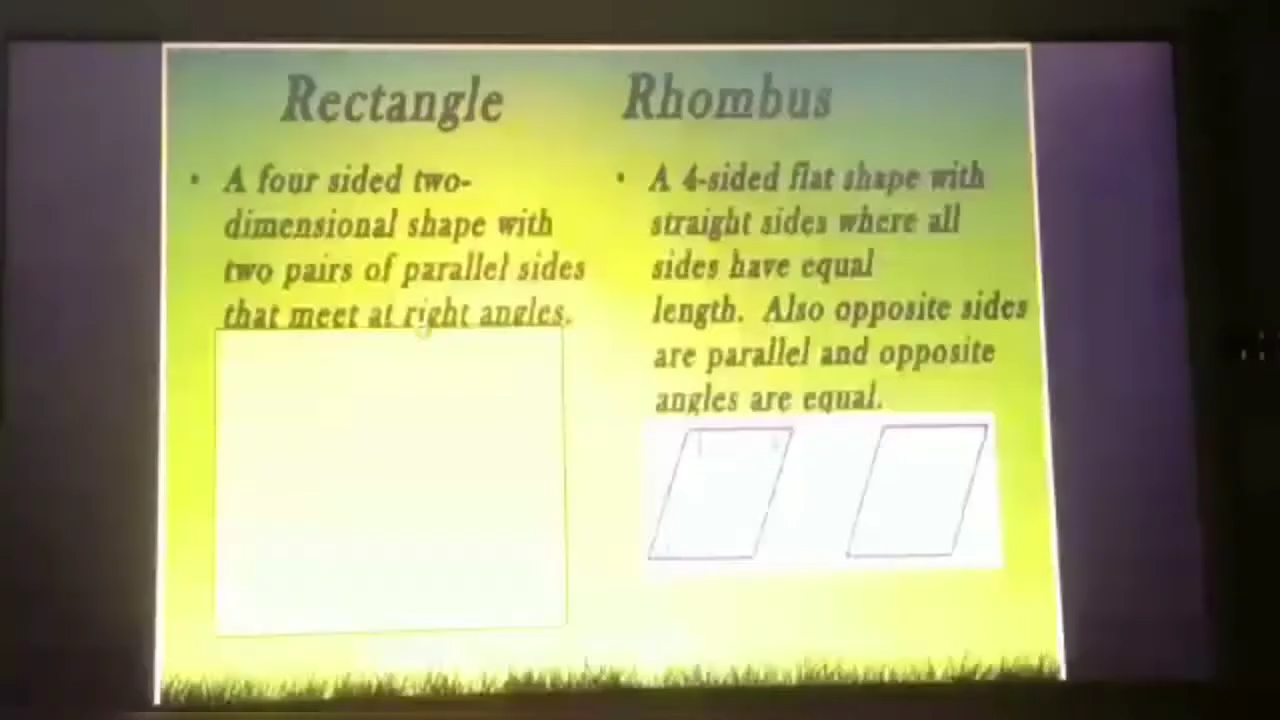 Rectangle
• A four sided two-
dimensional shape with
two pairs of parallel sides
that meet at right angles.
Rhombus
• A 4-sided flat shape with
straight sides where all
sides have equal
length. Also opposite sides
are parallel and opposite
angles are equal.